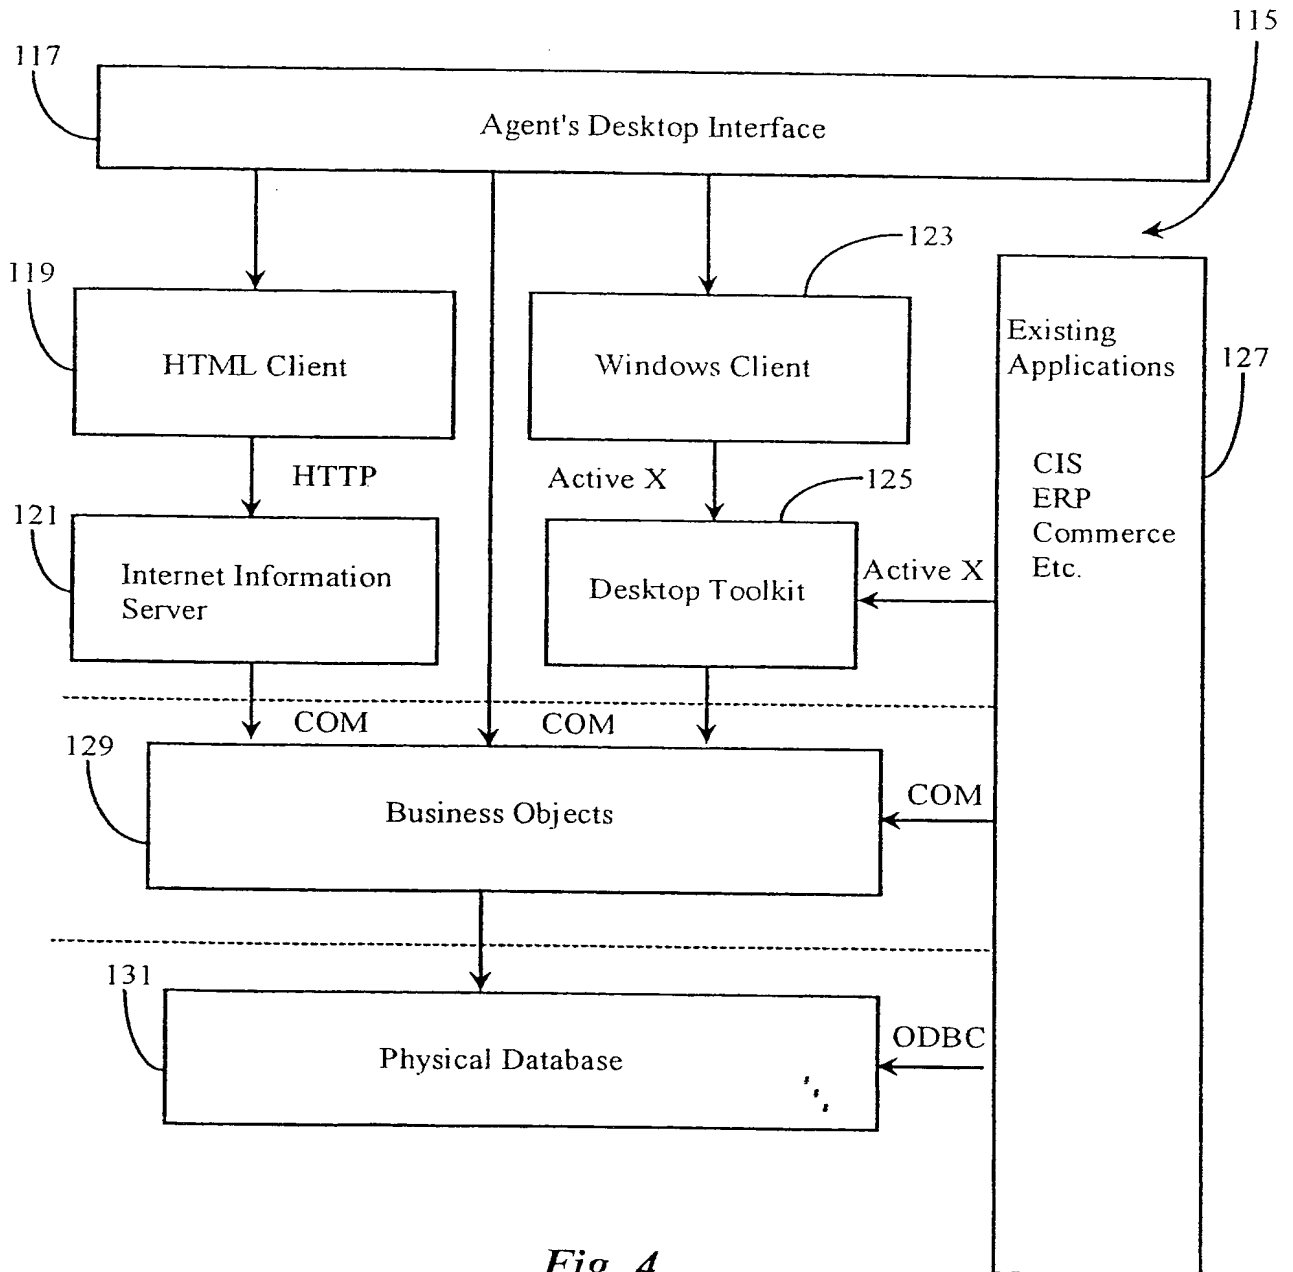 115
117
Agent's Desktop Interface
123
119
HTML Client
Windows Client
Existing
Applications
127
CIS
ERP
Commerce
Etc.
HTTP
Active X
125
121
Internet Information
Server
Desktop Toolkit
Active X
COM
COM
129
Business Objects
COM
131
Physical Database
ODBC
Fig. 4